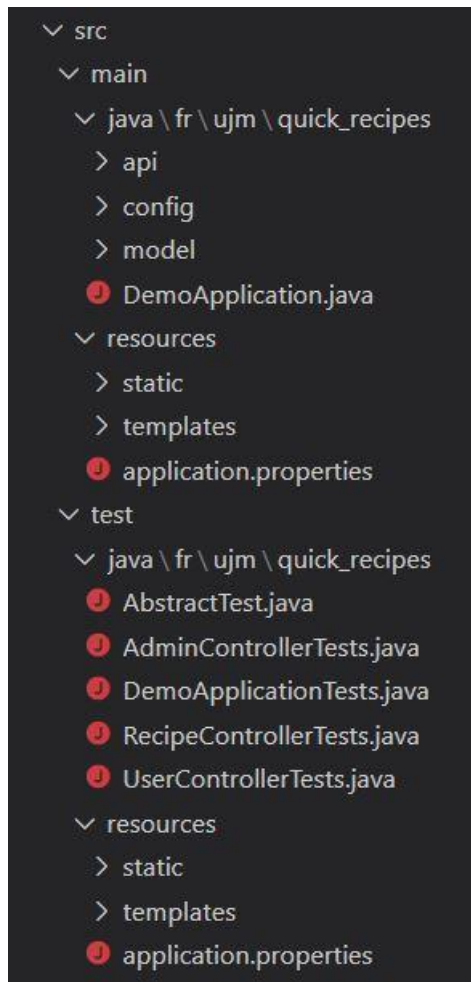 src
main
java \ fr \ ujm \ quick_recipes
api
config
model
DemoApplication.java
resources
static
templates
application.properties
test
java \ fr \ ujm \ quick_recipes
AbstractTest.java
AdminControllerTests.java
DemoApplicationTests.java
RecipeControllerTests.java
UserControllerTests.java
resources
static
templates
application.properties